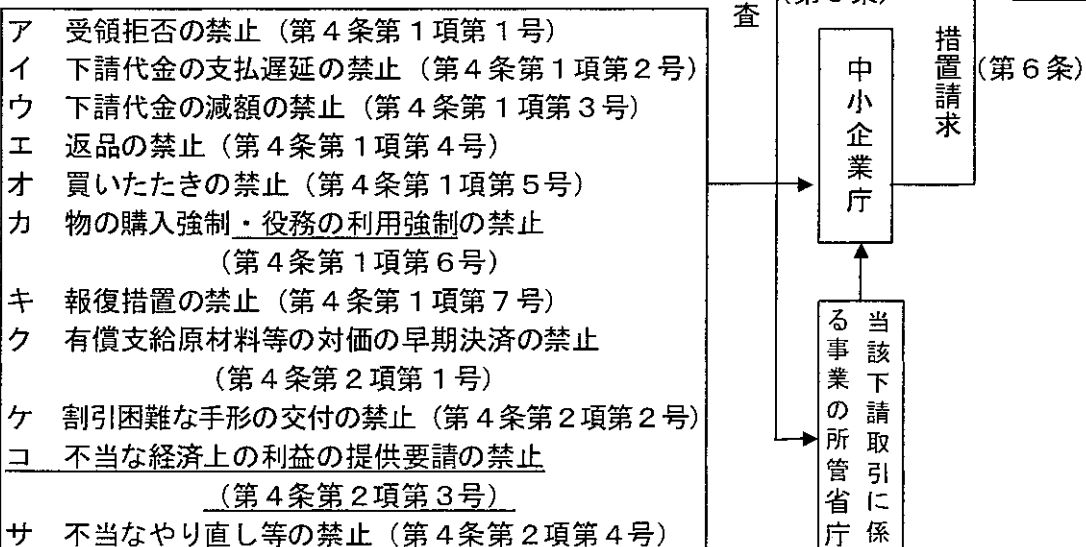 ア 受領拒否の禁止（第４条第１項第１号）
イ 下請代金の支払遅延の禁止（第４条第１項第２号）
ウ 下請代金の減額の禁止（第４条第１項第３号）
エ 返品の禁止（第４条第１項第４号）
オ 買いたたきの禁止（第４条第１項第５号）
カ 物の購入強制・役務の利用強制の禁止
（第４条第１項第６号）
キ 報復措置の禁止（第４条第１項第７号）
ク 有償支給原材料等の対価の早期決済の禁止
（第４条第２項第１号）
ケ 割引困難な手形の交付の禁止（第４条第２項第２号）
コ 不当な経済上の利益の提供要請の禁止
（第４条第２項第３号）
サ 不当なやり直し等の禁止（第４条第２項第４号）
査
中小企業庁
措置請求
（第６条）
当該下請取引に係
る事業の所管省庁